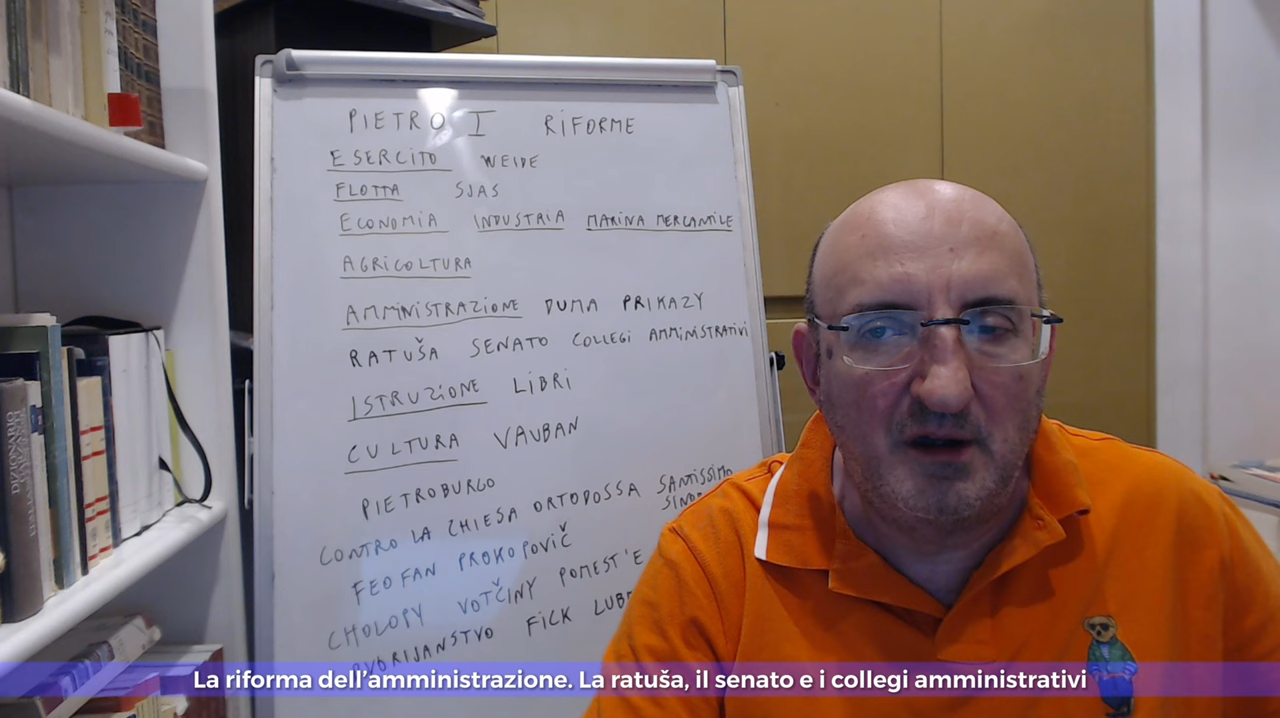 PIETRO I RIFORME
ESERCITO WEIDE
FLOTTA SJAS
ECONOMIA INDUSTRIA MARINA MERCANTILE
AGRICOLTURA
AMMINISTRAZIONE DUMA PRIKAZY
RATUŠA SENATO COLLEGI AMMINISTRATIVI
ISTRUZIONE LIBRI
CULTURA VAUBAN
PIETROBURGO
CONTRO LA CHIESA ORTODOSSA SANTISSIMO
FEOFAN PROKOPOVIČ
CHOLOPY VOTČINY POMEST'E
DVORJANSTVO FICK
La riforma dell'amministrazione. La ratuša, il senato e i collegi amministrativi